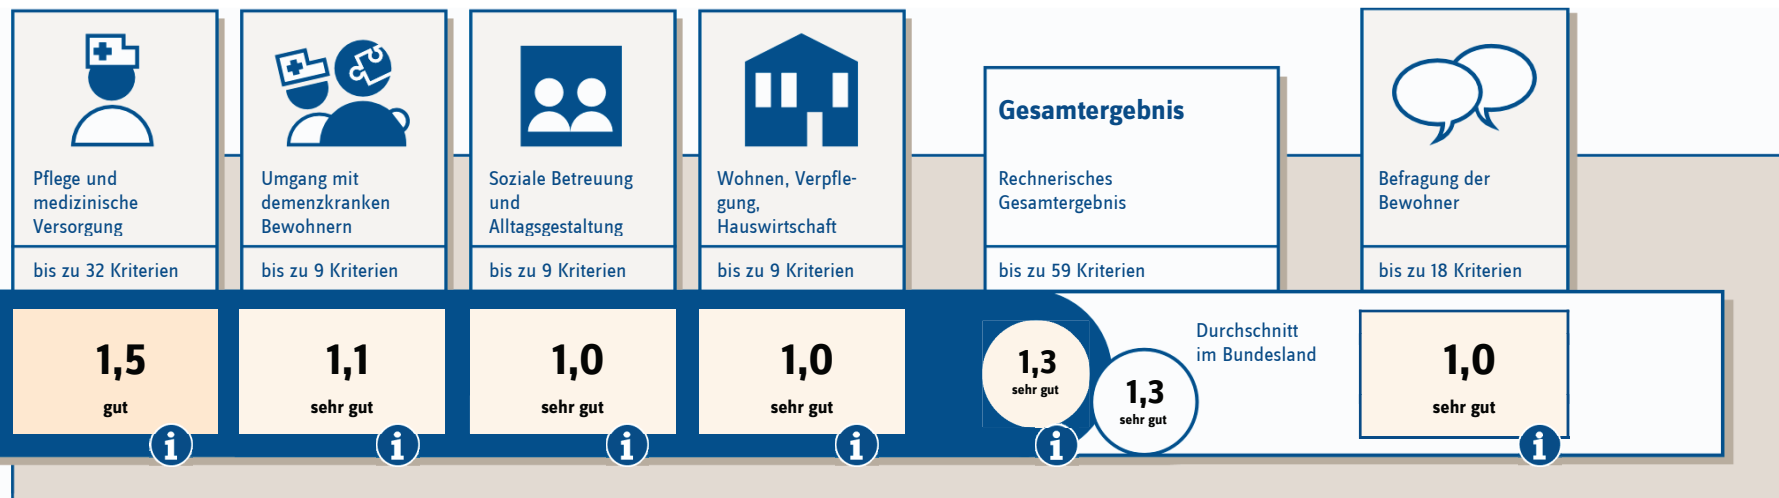 Pflege und
medizinische
Versorgung
bis zu 32 Kriterien
1,5
gut
Umgang mit
demenzkranken
Bewohnern
bis zu 9 Kriterien
1,1
sehr gut
Soziale Betreuung
und
Alltagsgestaltung
bis zu 9 Kriterien
1,0
sehr gut
Wohnen, Verpfle-
gung,
Hauswirtschaft
bis zu 9 Kriterien
1,0
sehr gut
Gesamtergebnis
Rechnerisches
Gesamtergebnis
bis zu 59 Kriterien
1,3
sehr gut
Durchschnitt
im Bundesland
1,3
sehr gut
Befragung der
Bewohner
bis zu 18 Kriterien
1,0
sehr gut